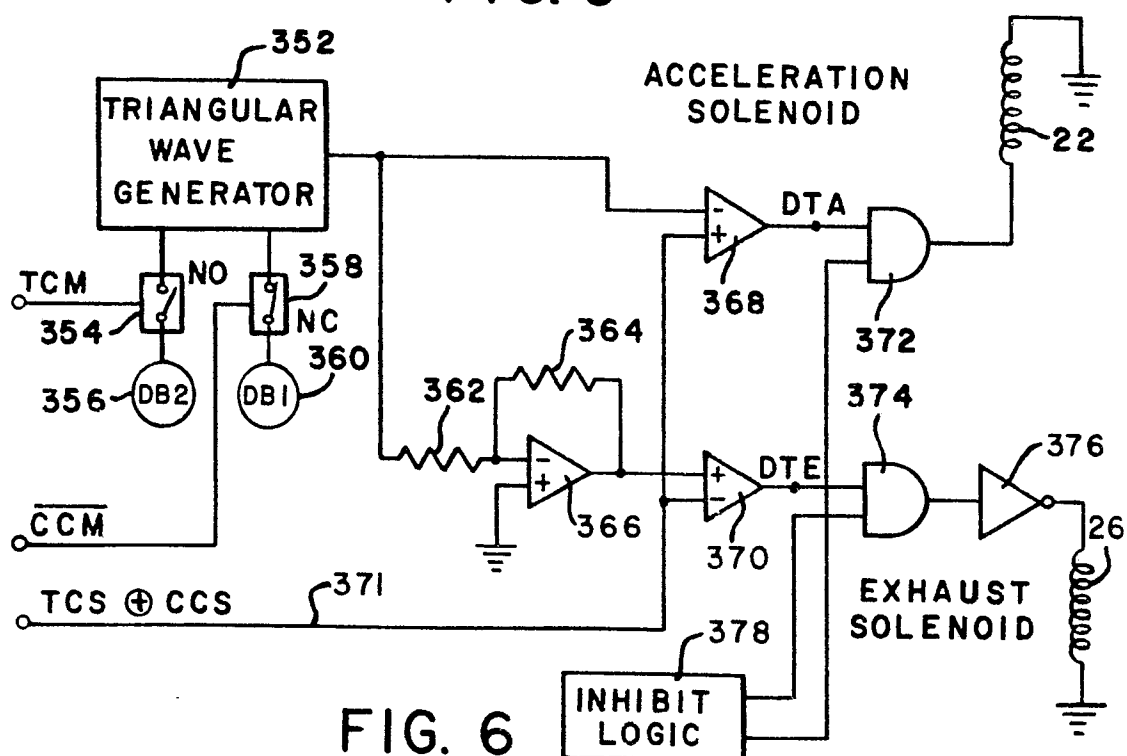 352
TRIANGULAR
WAVE
GENERATOR
ACCELERATION
SOLENOID
22
TCM
NO
358
354
NC
360
356
DB2
DB1
-
+
368
DTA
372
364
362
-
+
366
374
376
+
-
370
DTE
26
CCM
TCS ⊕ CCS
371
EXHAUST
SOLENOID
378
INHIBIT
LOGIC
FIG. 6